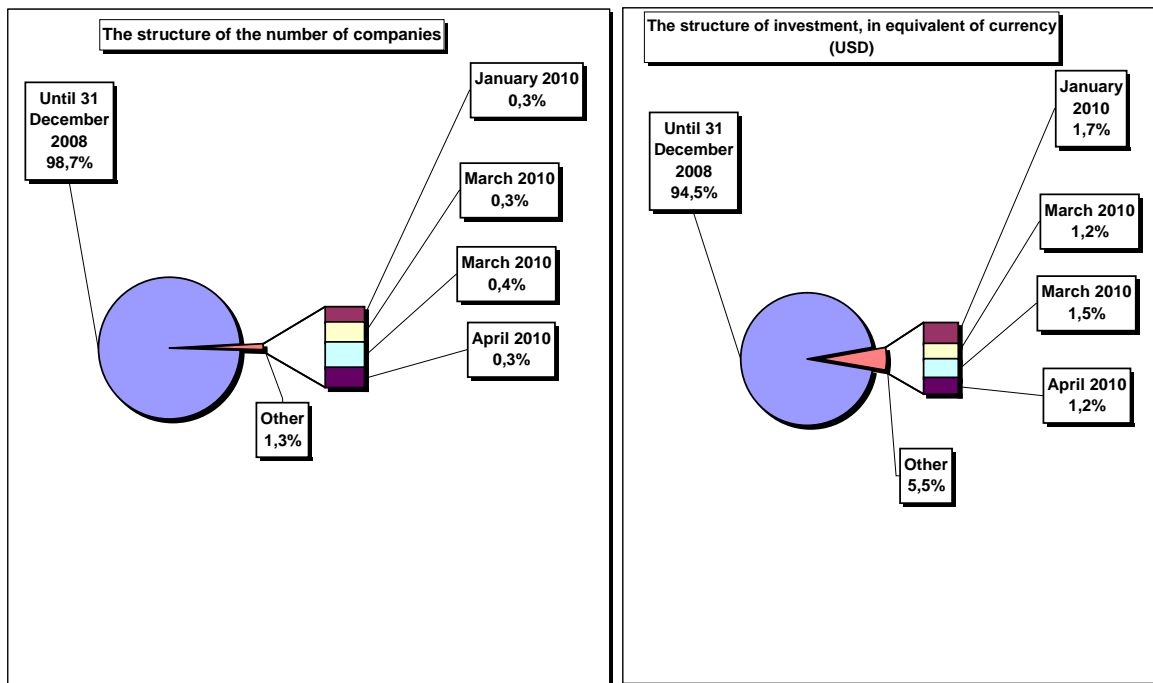 The structure of the number of companies
Until 31
December
2008
98,7%
January 2010
0,3%
March 2010
0,3%
March 2010
0,4%
April 2010
0,3%
Other
1,3%
The structure of investment, in equivalent of currency
(USD)
Until 31
December
2008
94,5%
January
2010
1,7%
March 2010
1,2%
March 2010
1,5%
April 2010
1,2%
Other
5,5%